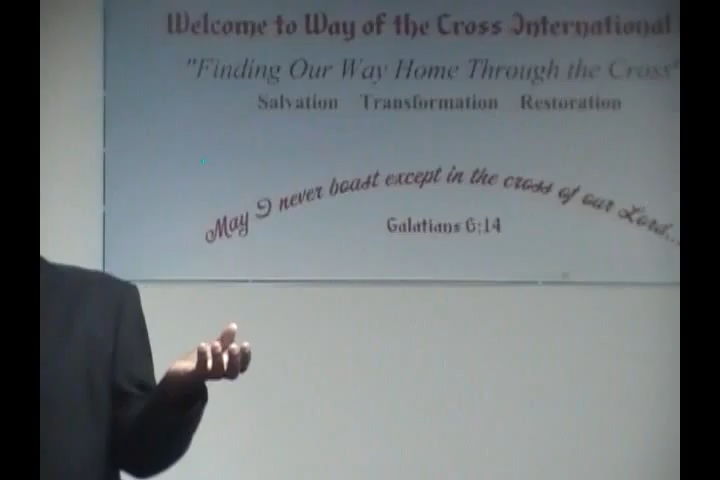 Welcome to Way of the Cross International
"Finding Our Way Home Through the Cross"
Salvation Transformation Restoration
May I never boast except in the cross of our Lord...
Galatians 6:14